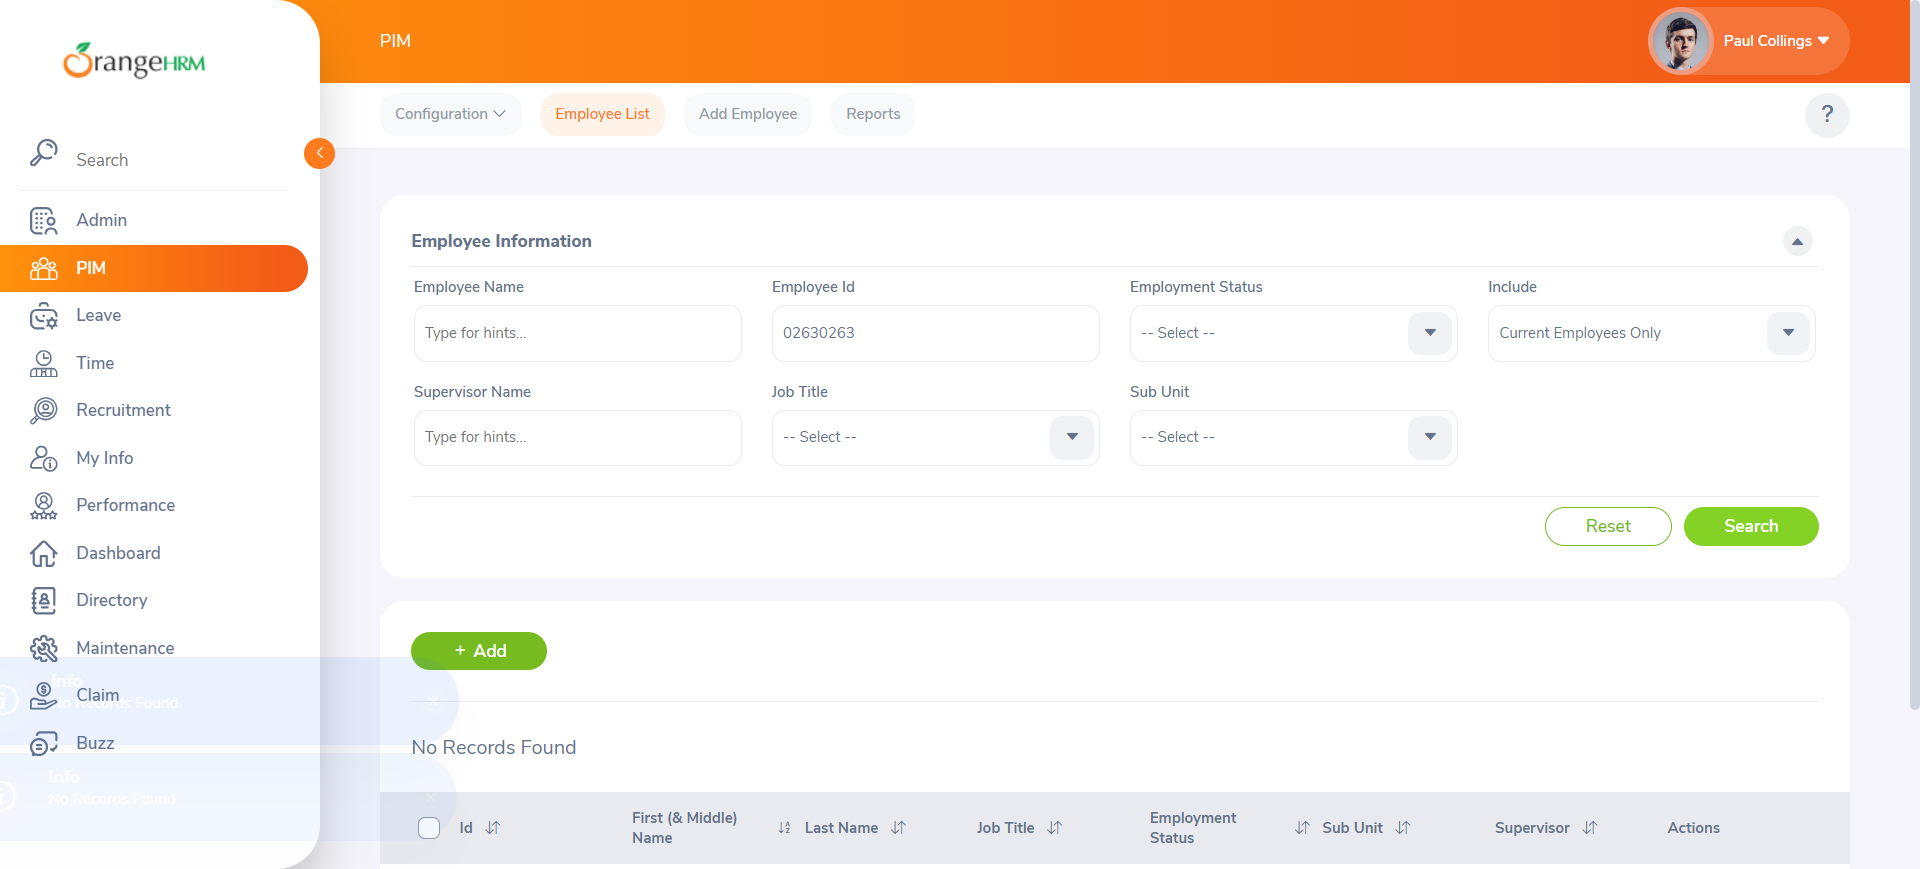 OrangeHRM
PIM
Paul Collings
Configuration
Employee List
Add Employee
Reports
?
Search
Admin
PIM
Leave
Time
Recruitment
My Info
Performance
Dashboard
Directory
Maintenance
Claim
Buzz
Info
No Records Found
Info
No Records Found
Employee Information
Employee Name
Employee Id
Employment Status
Include
Type for hints...
02630263
-- Select --
Current Employees Only
Supervisor Name
Job Title
Sub Unit
Type for hints...
-- Select --
-- Select --
Reset
Search
+ Add
No Records Found
Id
First (& Middle)
Name
Last Name
Job Title
Employment
Status
Sub Unit
Supervisor
Actions